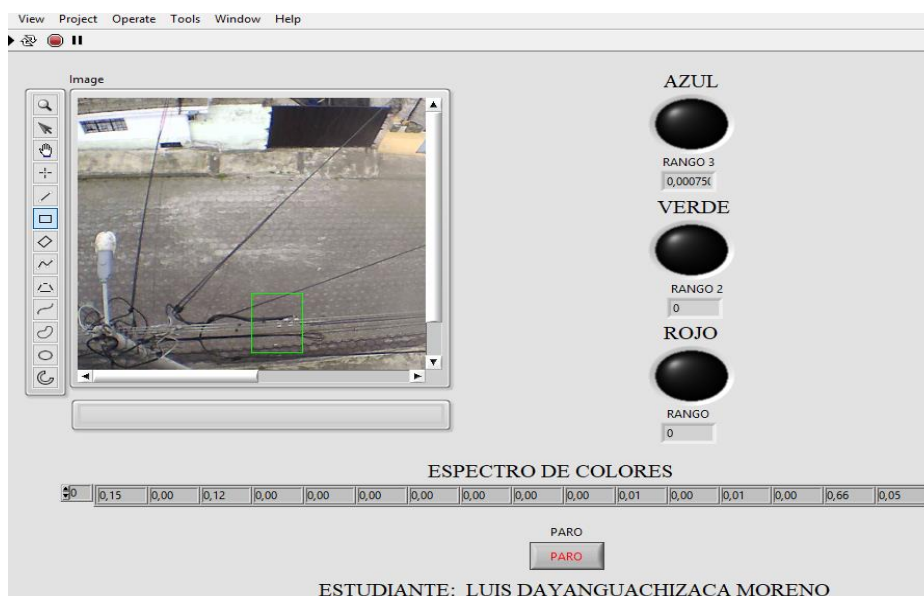 View Project Operate Tools Window Help
Image
AZUL
RANGO 3
0,00075(
VERDE
RANGO 2
0
ROJO
RANGO
0
ESPECTRO DE COLORES
0 0,15 0,00 0,12 0,00 0,00 0,00 0,00 0,00 0,00 0,00 0,01 0,00 0,01 0,00 0,66 0,05
PARO
PARO
ESTUDIANTE: LUIS DAYANGUACHIZACA MORENO